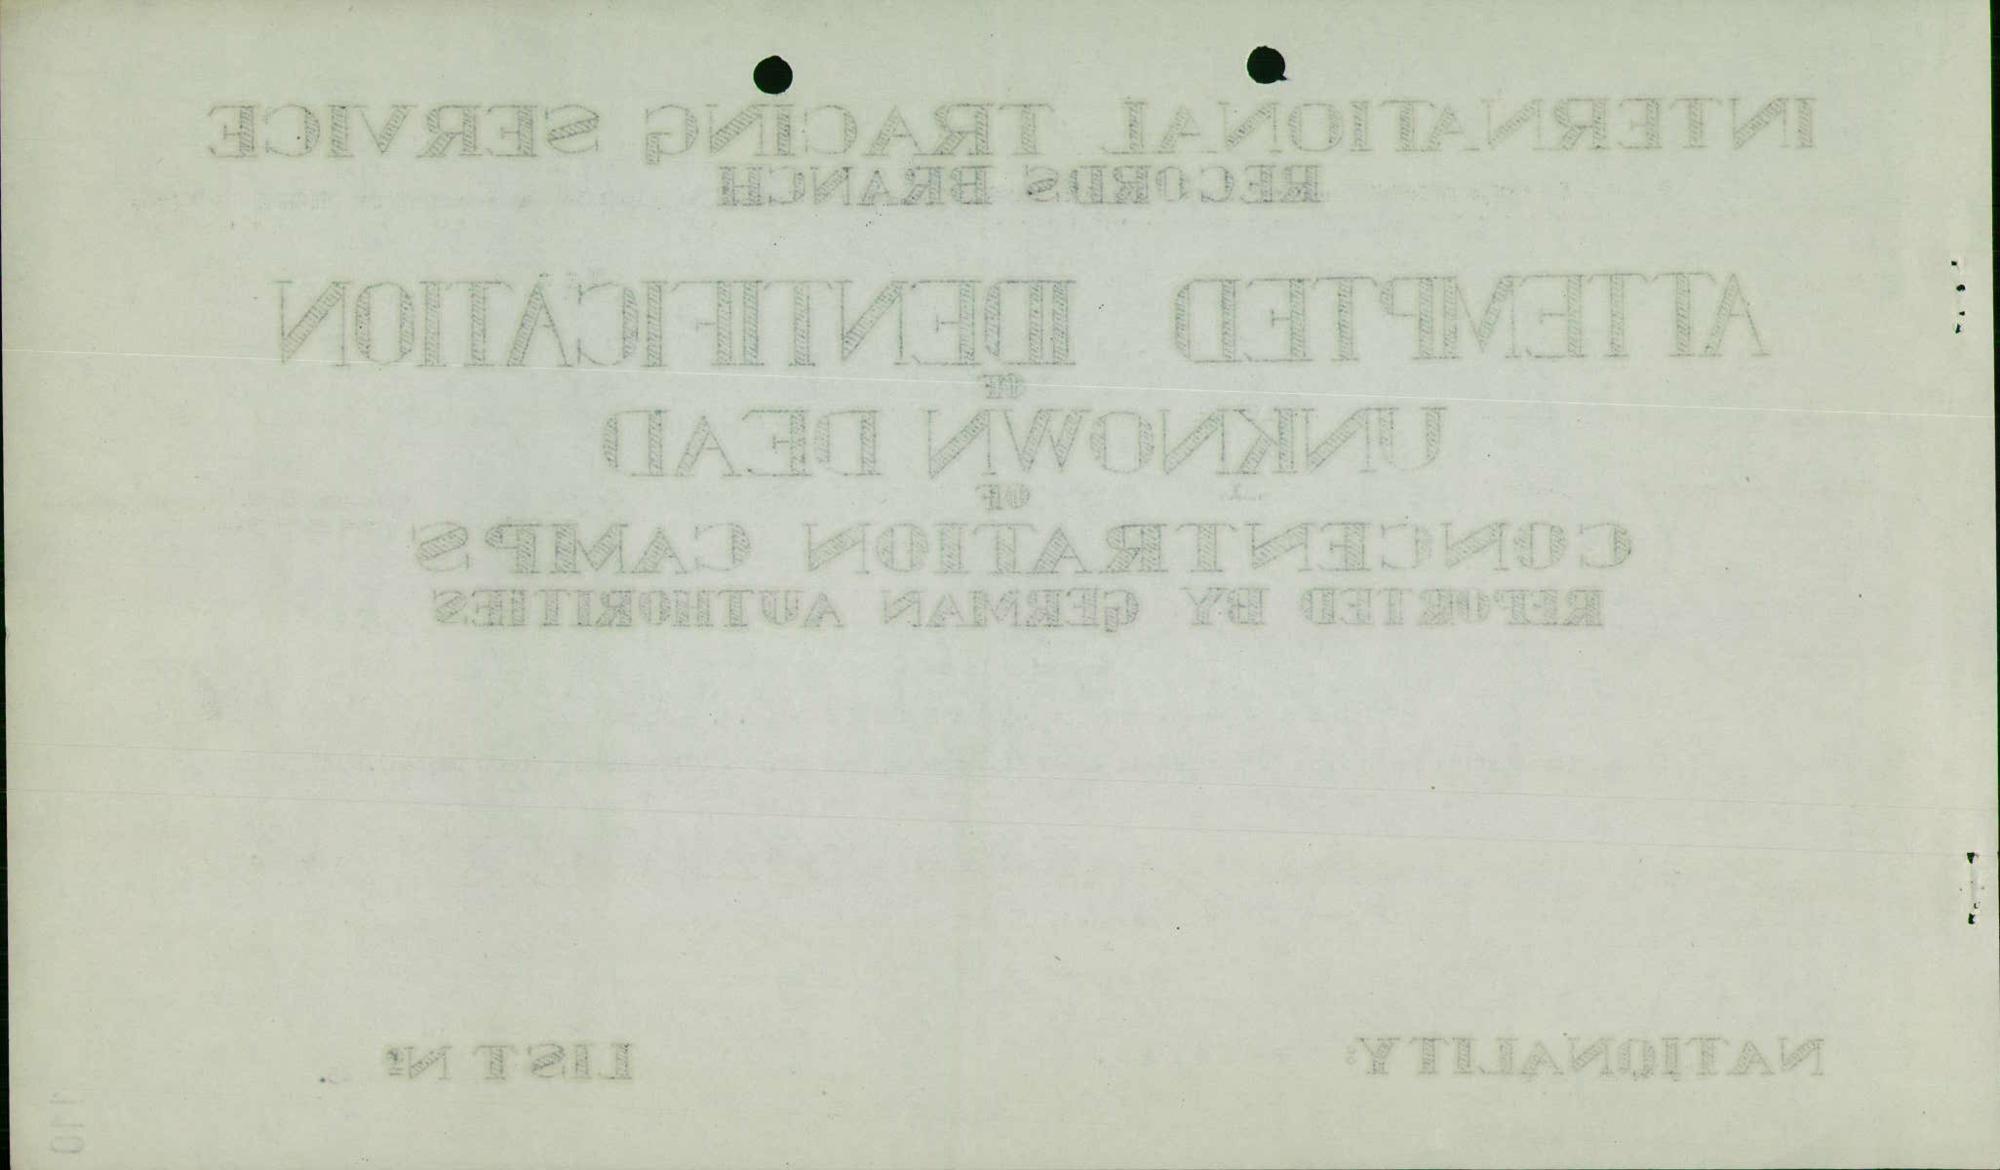 INTERNATIONAL TRACING SERVICE
RECORDS BRANCH
ATTEMPTED IDENTIFICATION
OF
UNKNOWN DEAD
OF
CONCENTRATION CAMPS
REPORTED BY GERMAN AUTHORITIES
NATIONALITY: LIST Nº